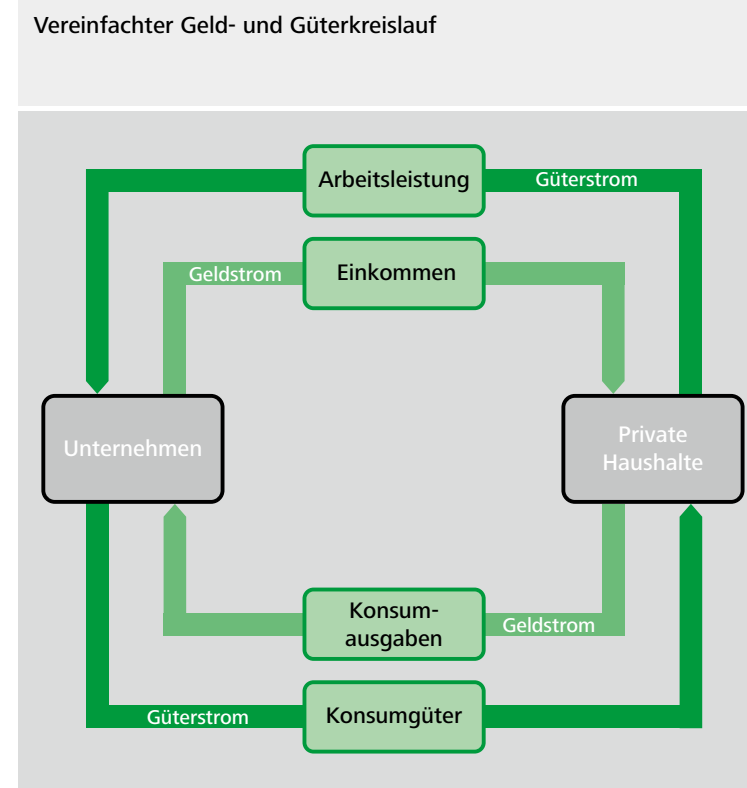 Vereinfachter Geld- und Güterkreislauf
Arbeitsleistung
Güterstrom
Geldstrom
Einkommen
Unternehmen
Private
Haushalte
Konsum-
ausgaben
Geldstrom
Güterstrom
Konsumgüter